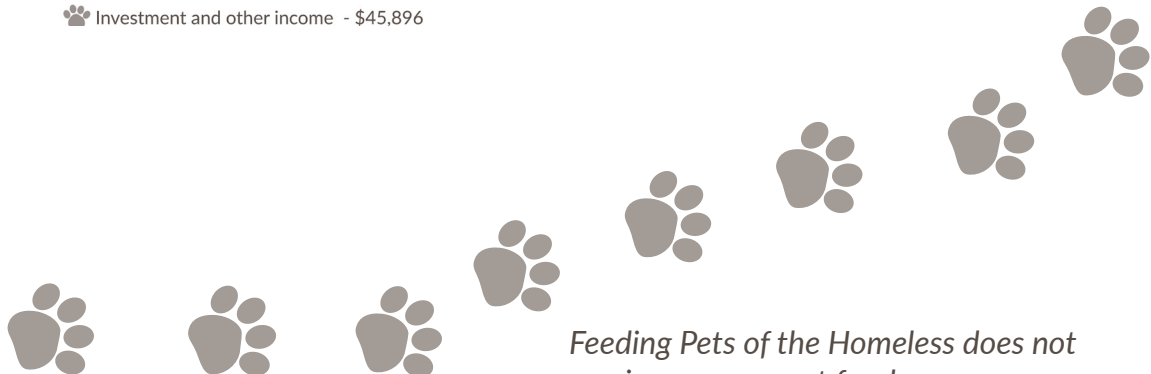 Investment and other income - $45,896
Feeding Pets of the Homeless does not